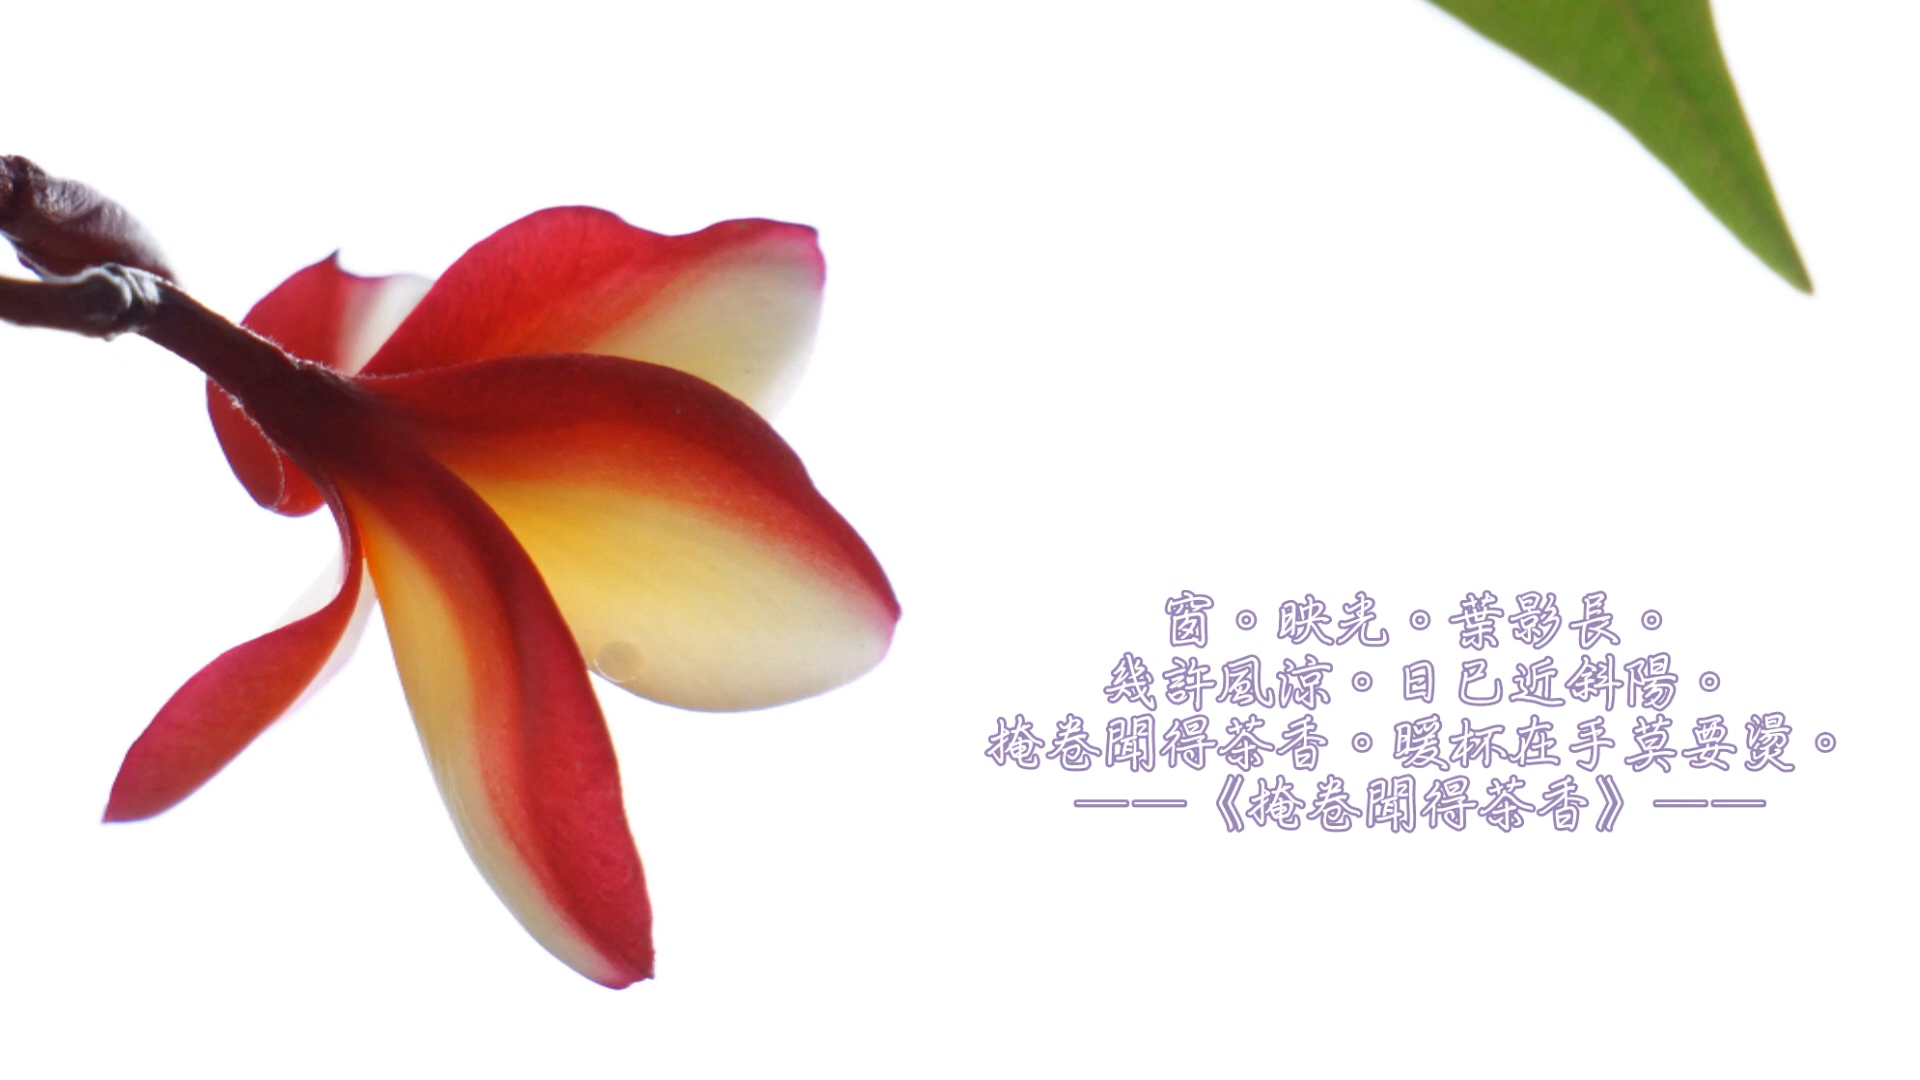 窗。映光。葉影長。
幾許風涼。日已近斜陽。
掩卷聞得茶香。暖杯在手莫要燙。
——《掩卷聞得茶香》——